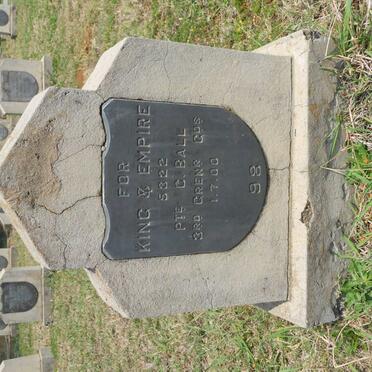 FOR
KING & EMPIRE
5322
PTE C. BALL
3RD GREN? GDS
1.7.00
98